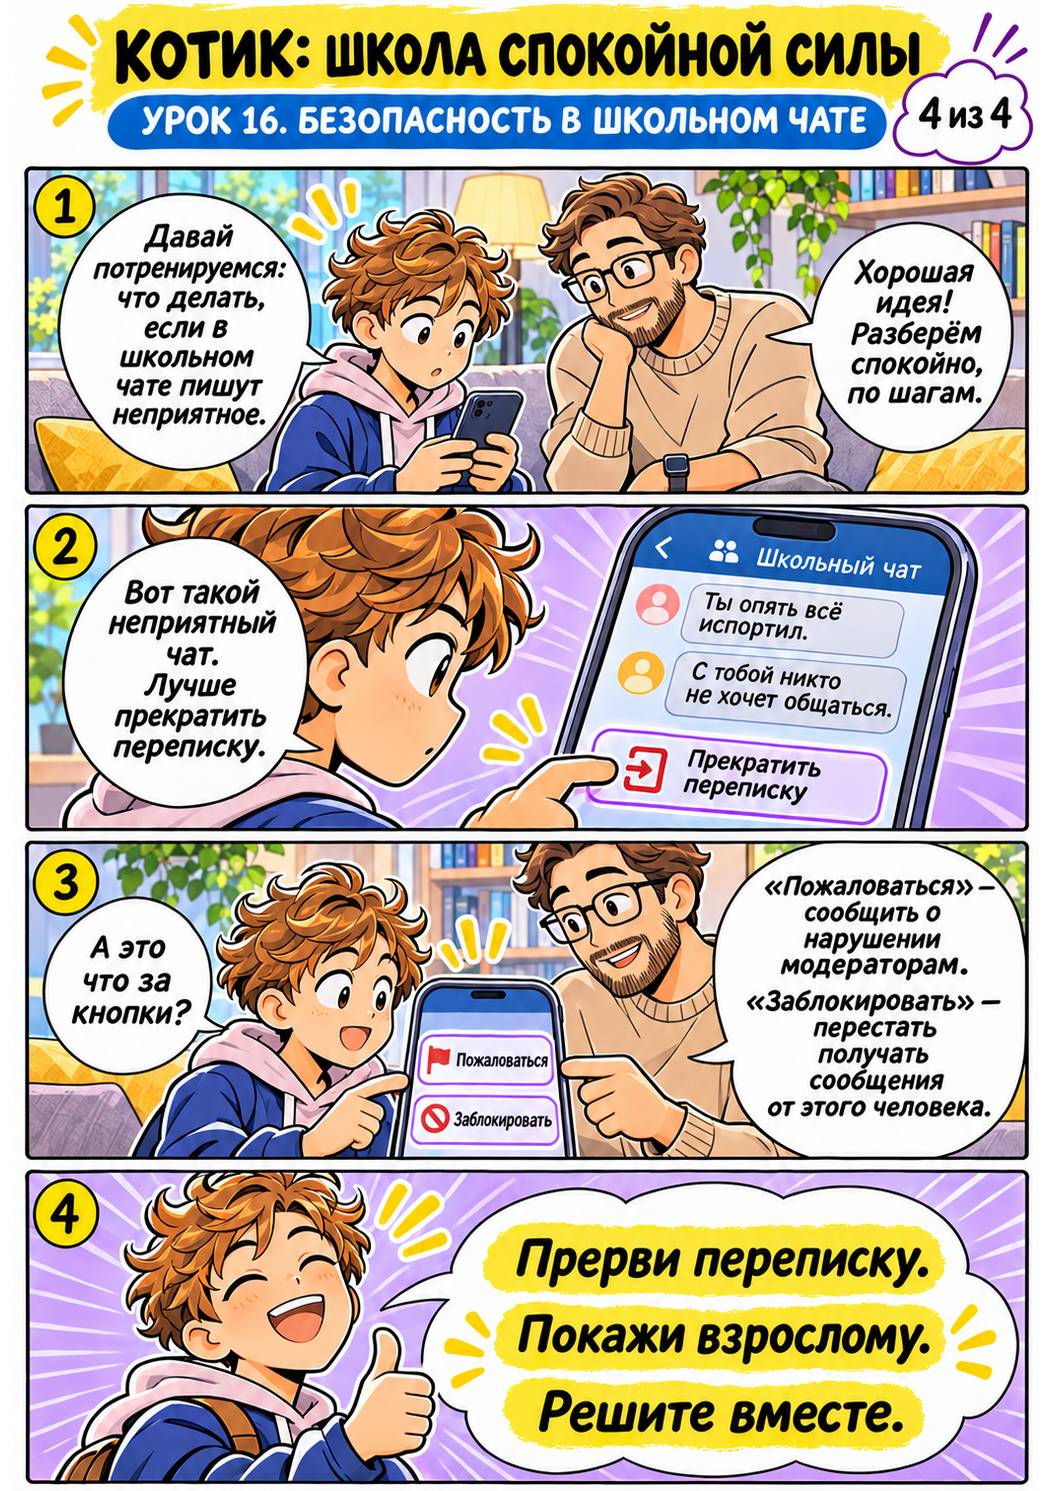 КОТИК: ШКОЛА СПОКОЙНОЙ СИЛЫ
УРОК 16. БЕЗОПАСНОСТЬ В ШКОЛЬНОМ ЧАТЕ
4 из 4
1
Давай
потренируемся:
что делать,
если в
школьном
чате пишут
неприятное.
Хорошая
идея!
Разберём
спокойно,
по шагам.
2
Вот такой
неприятный
чат.
Лучше
прекратить
переписку.
Школьный чат
Ты опять всё
испортил.
С тобой никто
не хочет общаться.
Прекратить
переписку
3
А это
что за
кнопки?
Пожаловаться
Заблокировать
«Пожаловаться» –
сообщить о
нарушении
модераторам.
«Заблокировать» –
перестать
получать
сообщения
от этого человека.
4
Прерви переписку.
Покажи взрослому.
Решите вместе.